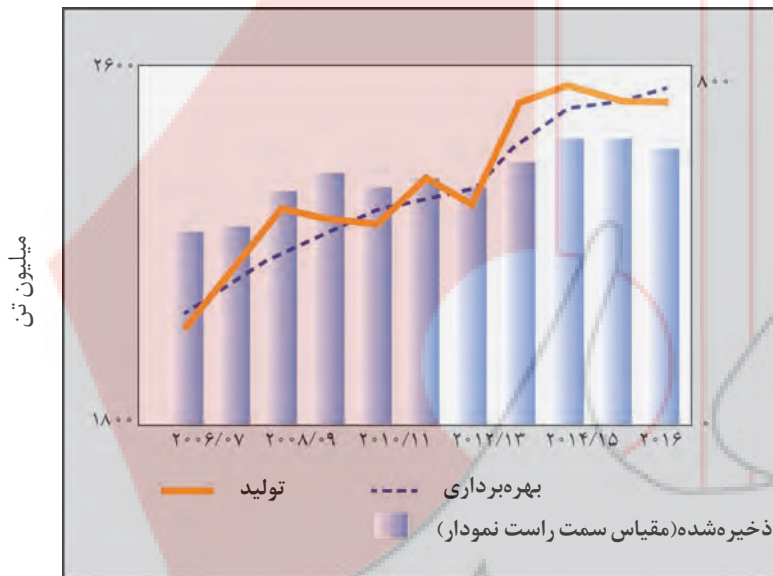 ۲۶۰۰
۸۰۰
میلیون تن
۱۸۰۰
۰
۲۰۰۶/۰۷ ۲۰۰۸/۰۹ ۲۰۱۰/۱۱ ۲۰۱۲/۱۳ ۲۰۱۴/۱۵ ۲۰۱۶
تولید
بهره‌برداری
ذخیره‌شده(مقیاس سمت راست نمودار)